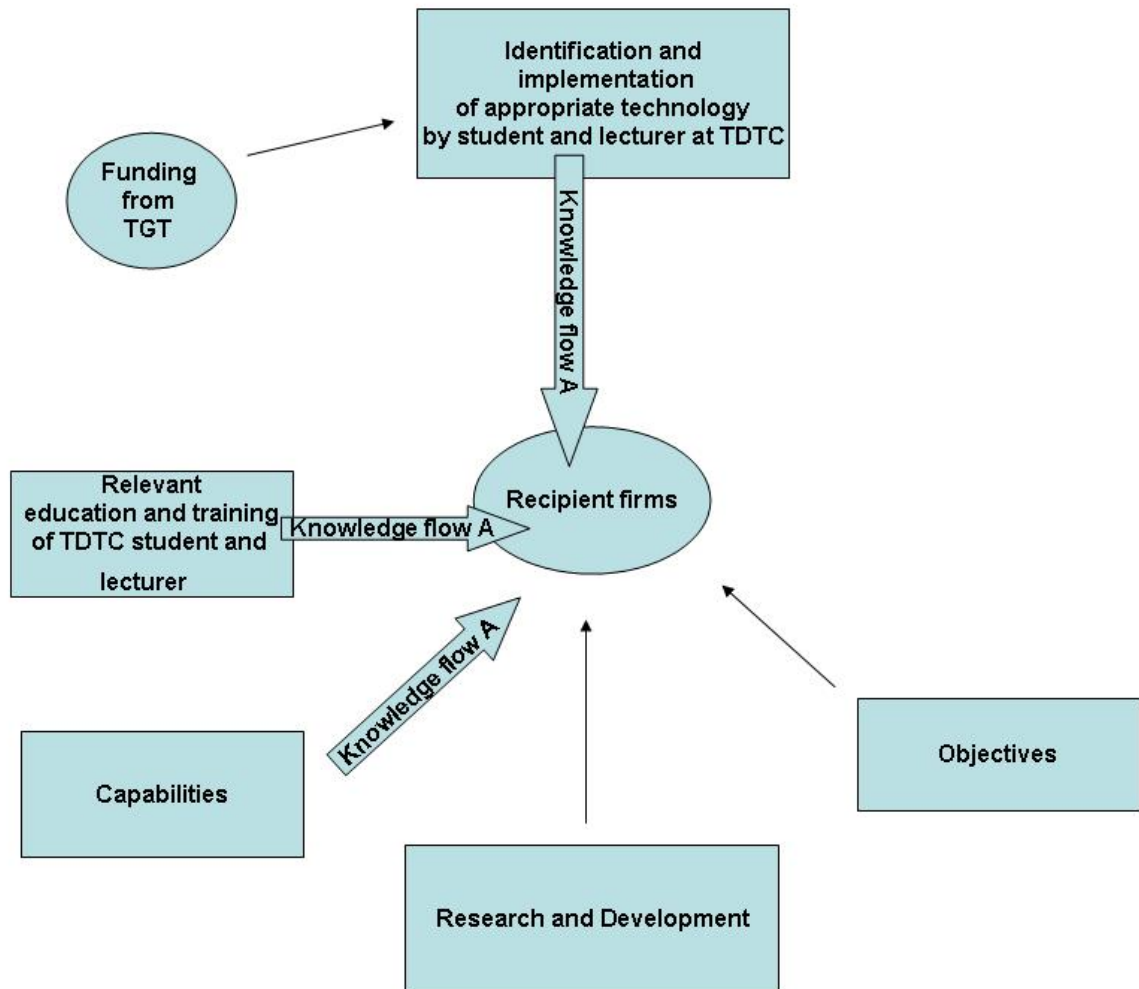 Identification and
implementation
of appropriate technology
by student and lecturer at TDTC
Funding
from
TGT
Knowledge flow A
Recipient firms
Relevant
education and training
of TDTC student and
lecturer
Knowledge flow A
Knowledge flow A
Capabilities
Objectives
Research and Development